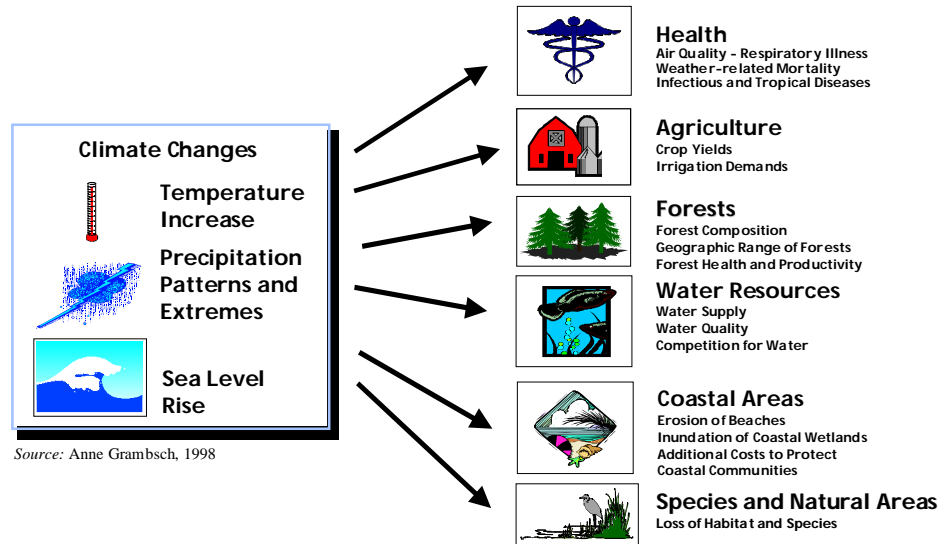 Climate Changes
Temperature
Increase
Precipitation
Patterns and
Extremes
Sea Level
Rise
Source: Anne Grambsch, 1998
Health
Air Quality - Respiratory Illness
Weather-related Mortality
Infectious and Tropical Diseases
Agriculture
Crop Yields
Irrigation Demands
Forests
Forest Composition
Geographic Range of Forests
Forest Health and Productivity
Water Resources
Water Supply
Water Quality
Competition for Water
Coastal Areas
Erosion of Beaches
Inundation of Coastal Wetlands
Additional Costs to Protect
Coastal Communities
Species and Natural Areas
Loss of Habitat and Species